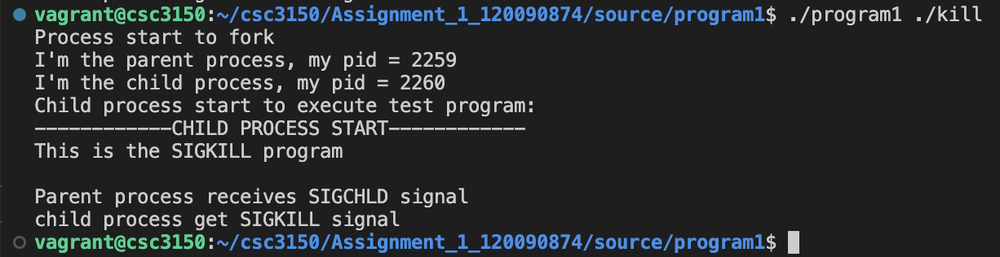 vagrant@csc3150:~/csc3150/Assignment_1_120090874/source/program1$ ./program1 ./kill
Process start to fork
I'm the parent process, my pid = 2259
I'm the child process, my pid = 2260
Child process start to execute test program:
------------CHILD PROCESS START------------
This is the SIGKILL program
Parent process receives SIGCHLD signal
child process get SIGKILL signal
vagrant@csc3150:~/csc3150/Assignment_1_120090874/source/program1$